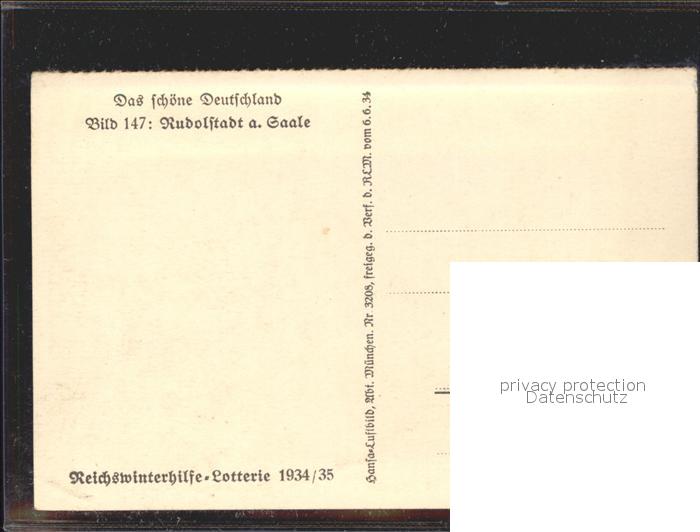 Das schöne Deutschland
Bild 147: Rudolstadt a. Saale
Hansa-Luftbild, Abt. München. Nr 3208, freigeg. d. Verf. d. RLM. vom 6.6.34
privacy protection
Datenschutz
Reichswinterhilfe-Lotterie 1934/35